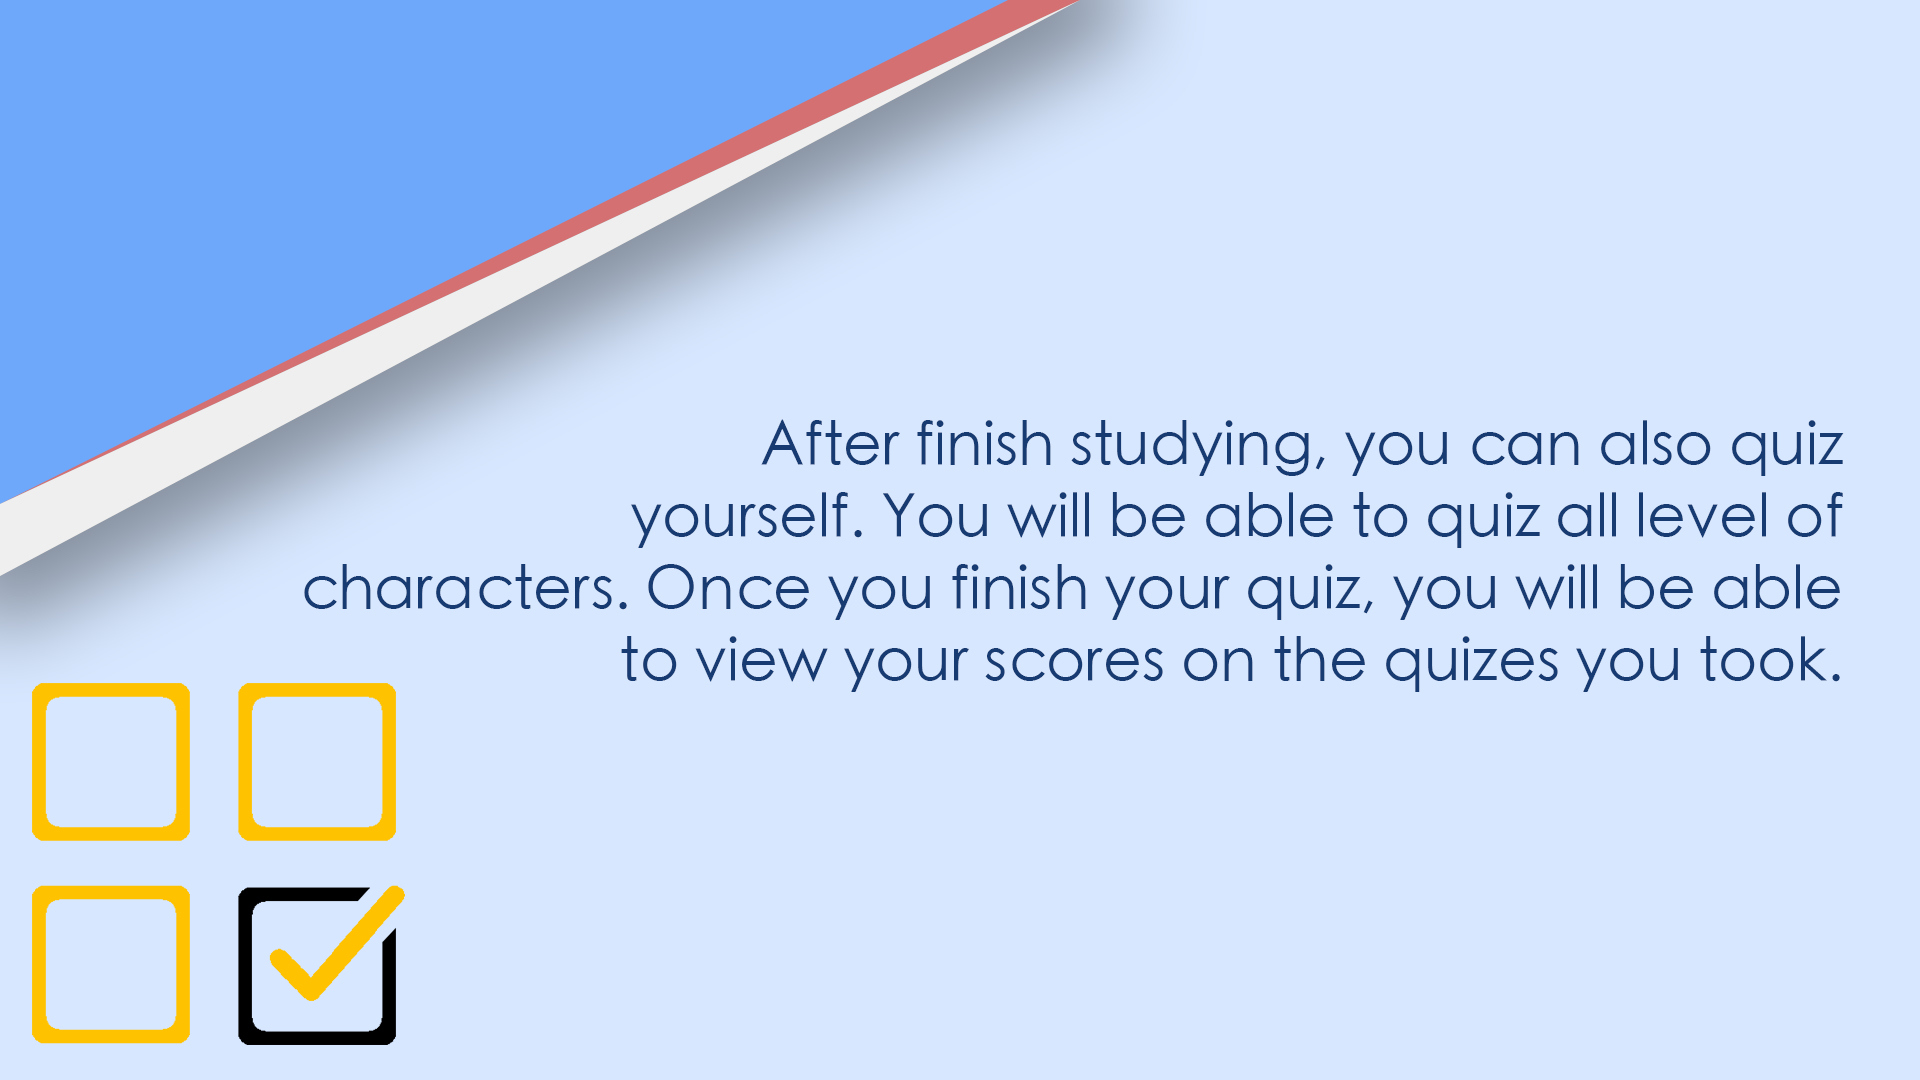 After finish studying, you can also quiz
yourself. You will be able to quiz all level of
characters. Once you finish your quiz, you will be able
to view your scores on the quizes you took.